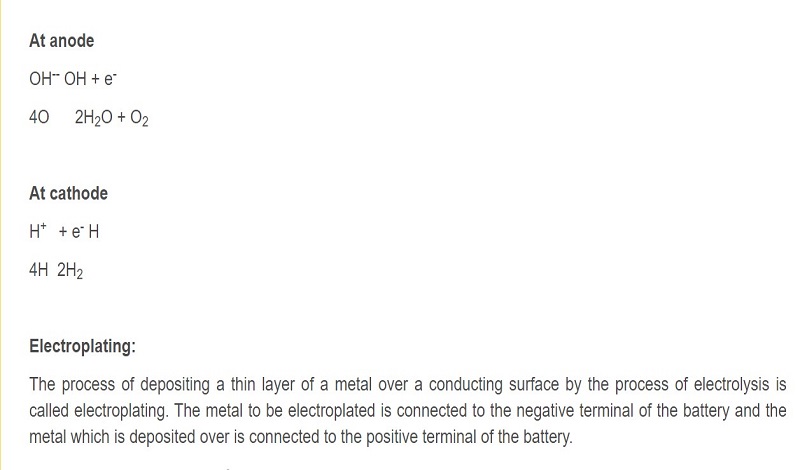 At anode
OH⁻ OH + e⁻
4O 2H₂O + O₂
At cathode
H⁺ + e⁻ H
4H 2H₂
Electroplating:
The process of depositing a thin layer of a metal over a conducting surface by the process of electrolysis is
called electroplating. The metal to be electroplated is connected to the negative terminal of the battery and the
metal which is deposited over is connected to the positive terminal of the battery.